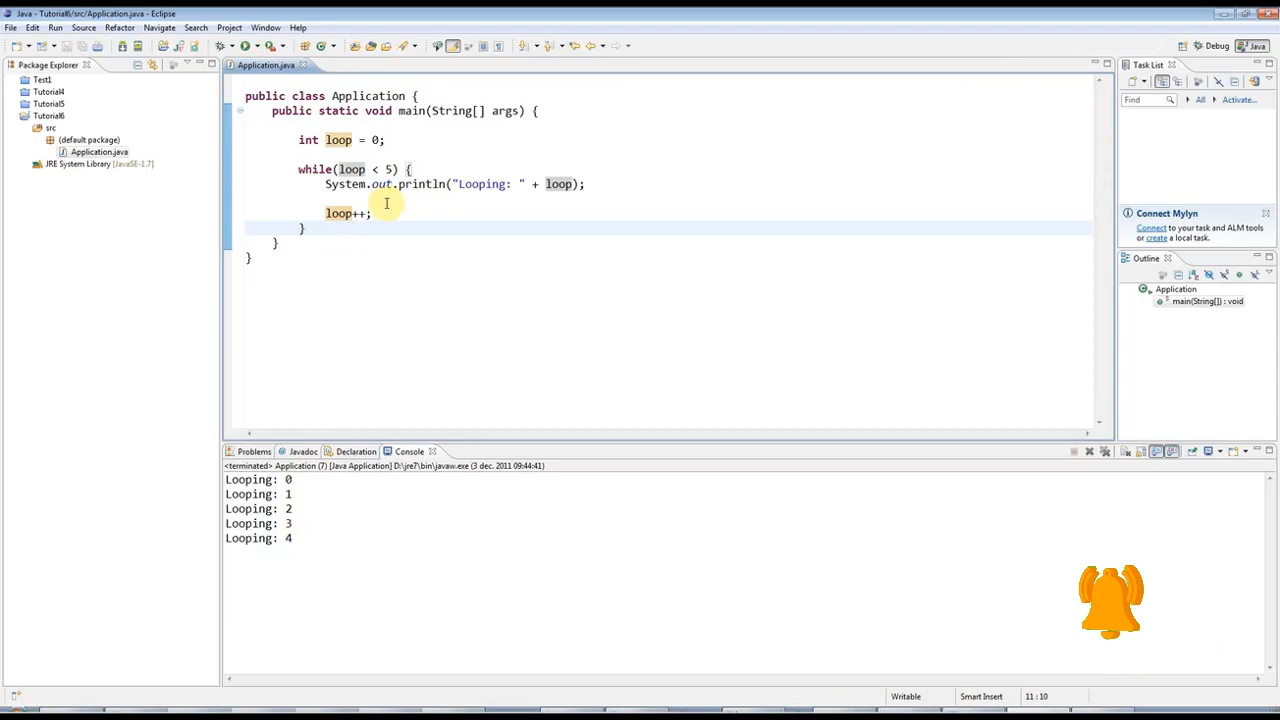 Java - Tutorial6/src/Application.java - Eclipse
File Edit Run Source Refactor Navigate Search Project Window Help
Debug Java
Package Explorer
Test1
Tutorial4
Tutorial5
Tutorial6
src
(default package)
Application.java
JRE System Library [JavaSE-1.7]
Application.java
public class Application {
public static void main(String[] args) {
int loop = 0;
while(loop < 5) {
System.out.println("Looping: " + loop);
loop++;
}
}
}
Task List
Find All Activate...
Connect Mylyn
Connect to your task and ALM tools
or create a local task.
Outline
Application
main(String[]) : void
Problems Javadoc Declaration Console
<terminated> Application (7) [Java Application] D:\jre7\bin\javaw.exe (3 dec. 2011 09:44:41)
Looping: 0
Looping: 1
Looping: 2
Looping: 3
Looping: 4
Writable Smart Insert 11 : 10